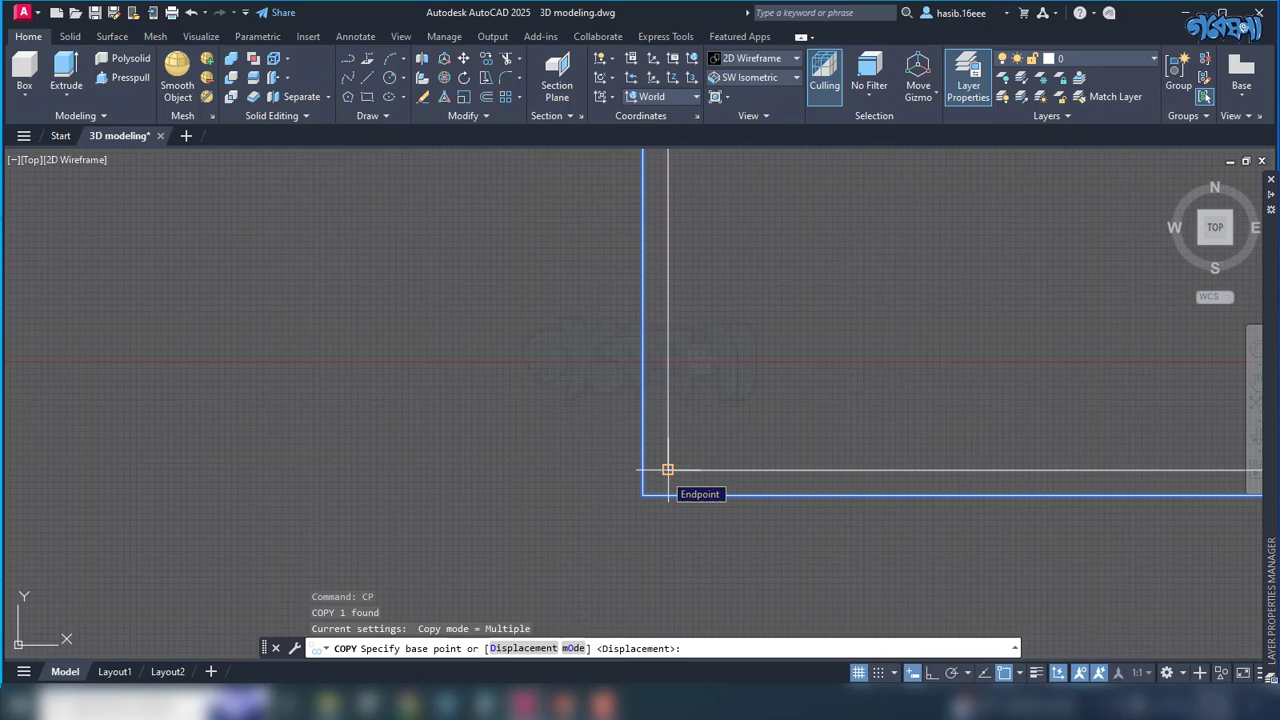 Share
Autodesk AutoCAD 2025 3D modeling.dwg
Type a keyword or phrase
hasib.16eee
Home Solid Surface Mesh Visualize Parametric Insert Annotate View Manage Output Add-ins Collaborate Express Tools Featured Apps
গবেষণা
Polysolid
Presspull
Box Extrude
Smooth Object
Separate
Section Plane
World
2D Wireframe
SW Isometric
Culling No Filter Move Gizmo
Layer Properties
0
Match Layer
Group Base
Modeling Mesh Solid Editing Draw Modify Section Coordinates View Selection Layers Groups View
Start 3D modeling*
[−][Top][2D Wireframe]
N
W TOP E
S
WCS
Endpoint
Y
X
Command: CP
COPY 1 found
Current settings: Copy mode = Multiple
COPY Specify base point or [Displacement mOde] <Displacement>:
LAYER PROPERTIES MANAGER
Model Layout1 Layout2
1:1